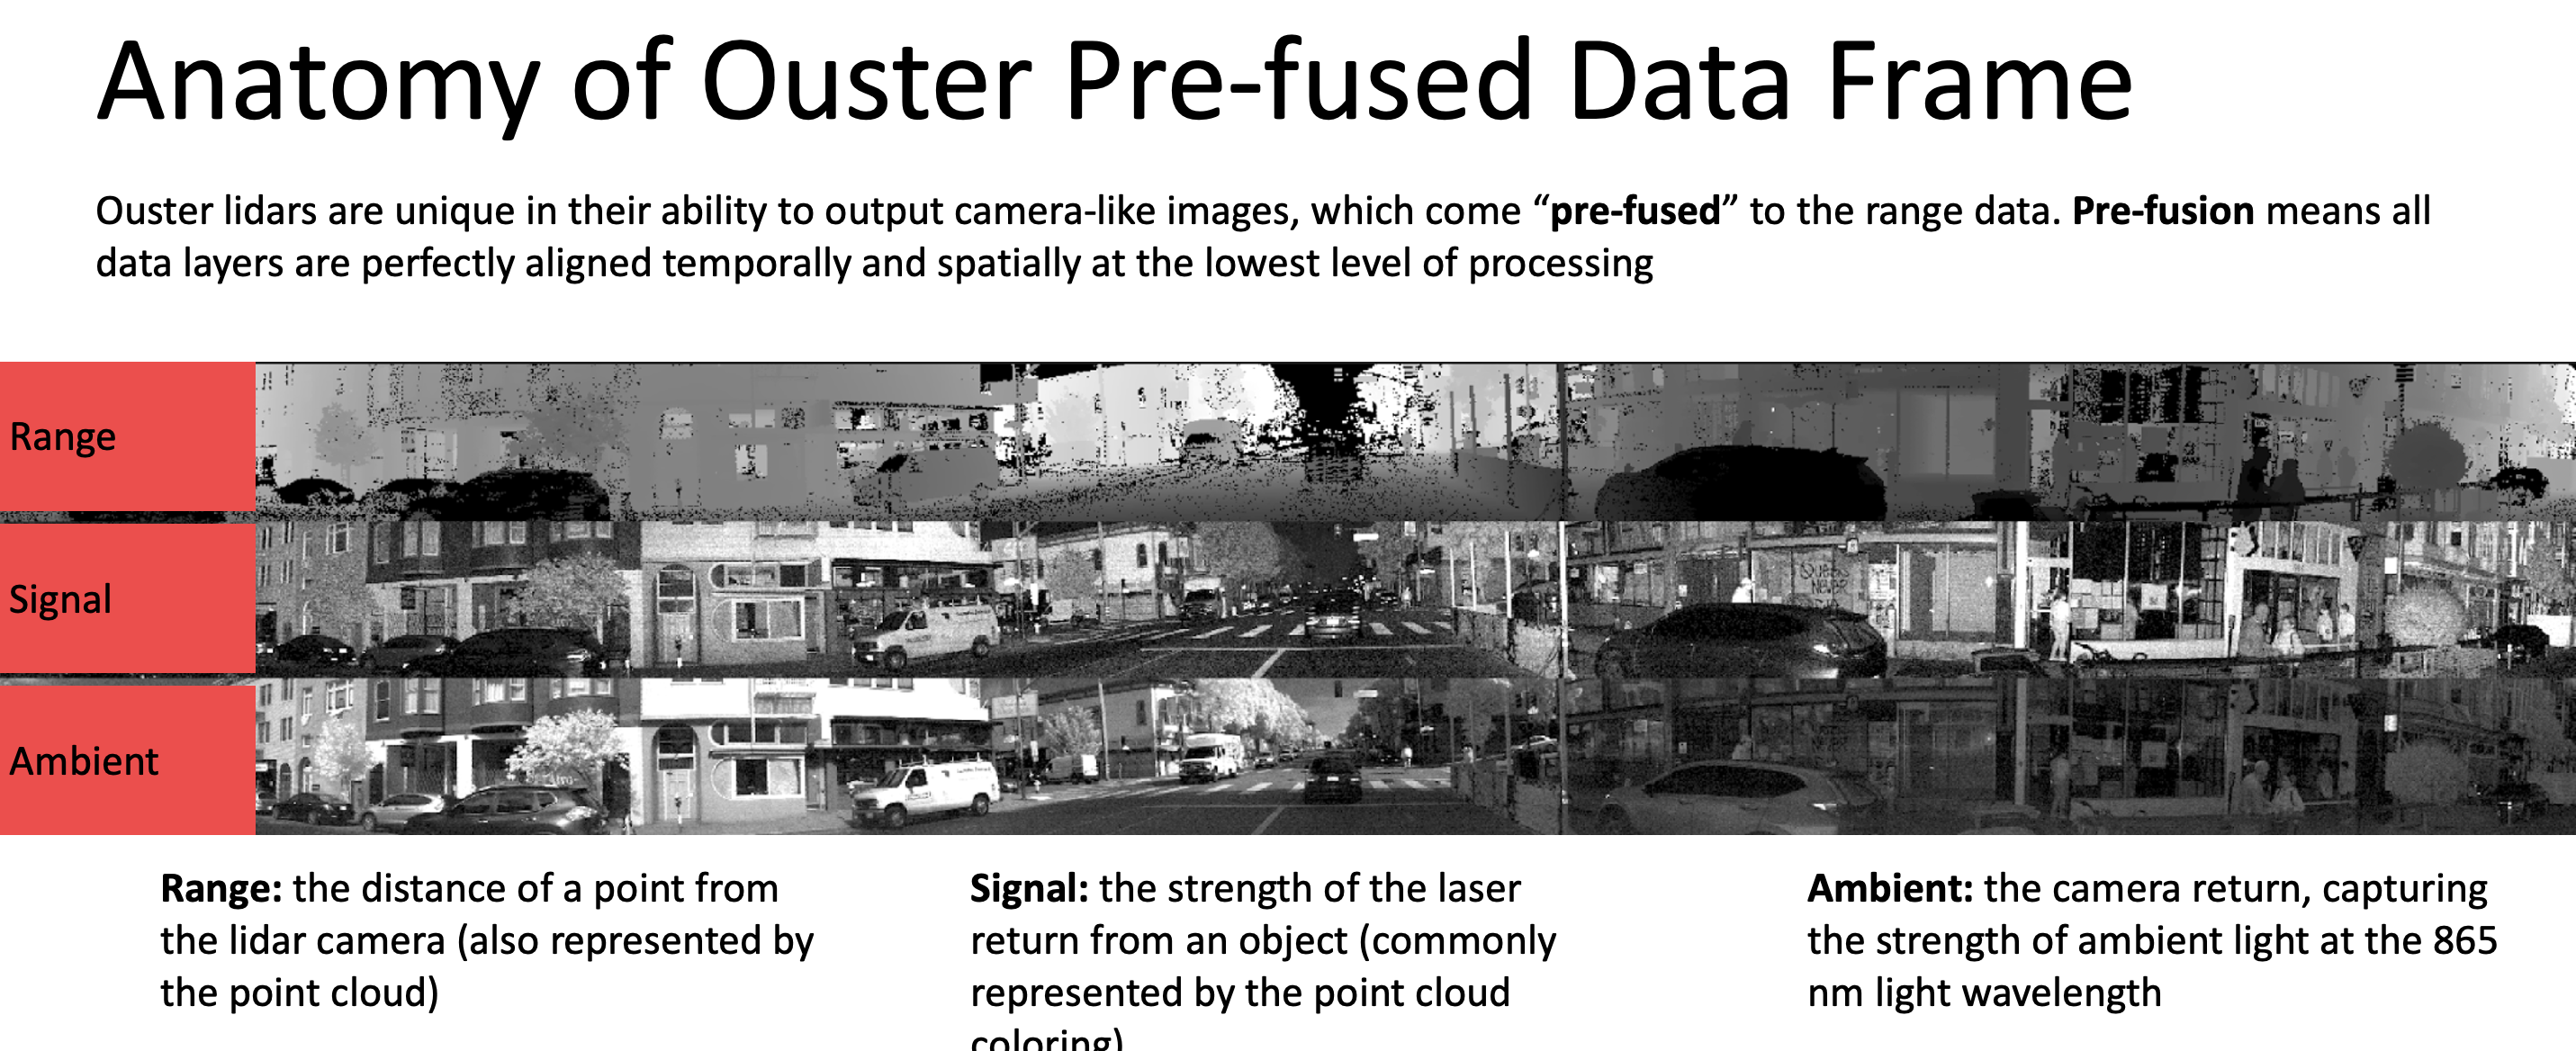 Anatomy of Ouster Pre-fused Data Frame
Ouster lidars are unique in their ability to output camera-like images, which come “pre-fused” to the range data. Pre-fusion means all
data layers are perfectly aligned temporally and spatially at the lowest level of processing
Range
Signal
QUEENS
NEVER
Ambient
Range: the distance of a point from
the lidar camera (also represented by
the point cloud)
Signal: the strength of the laser
return from an object (commonly
represented by the point cloud
coloring)
Ambient: the camera return, capturing
the strength of ambient light at the 865
nm light wavelength